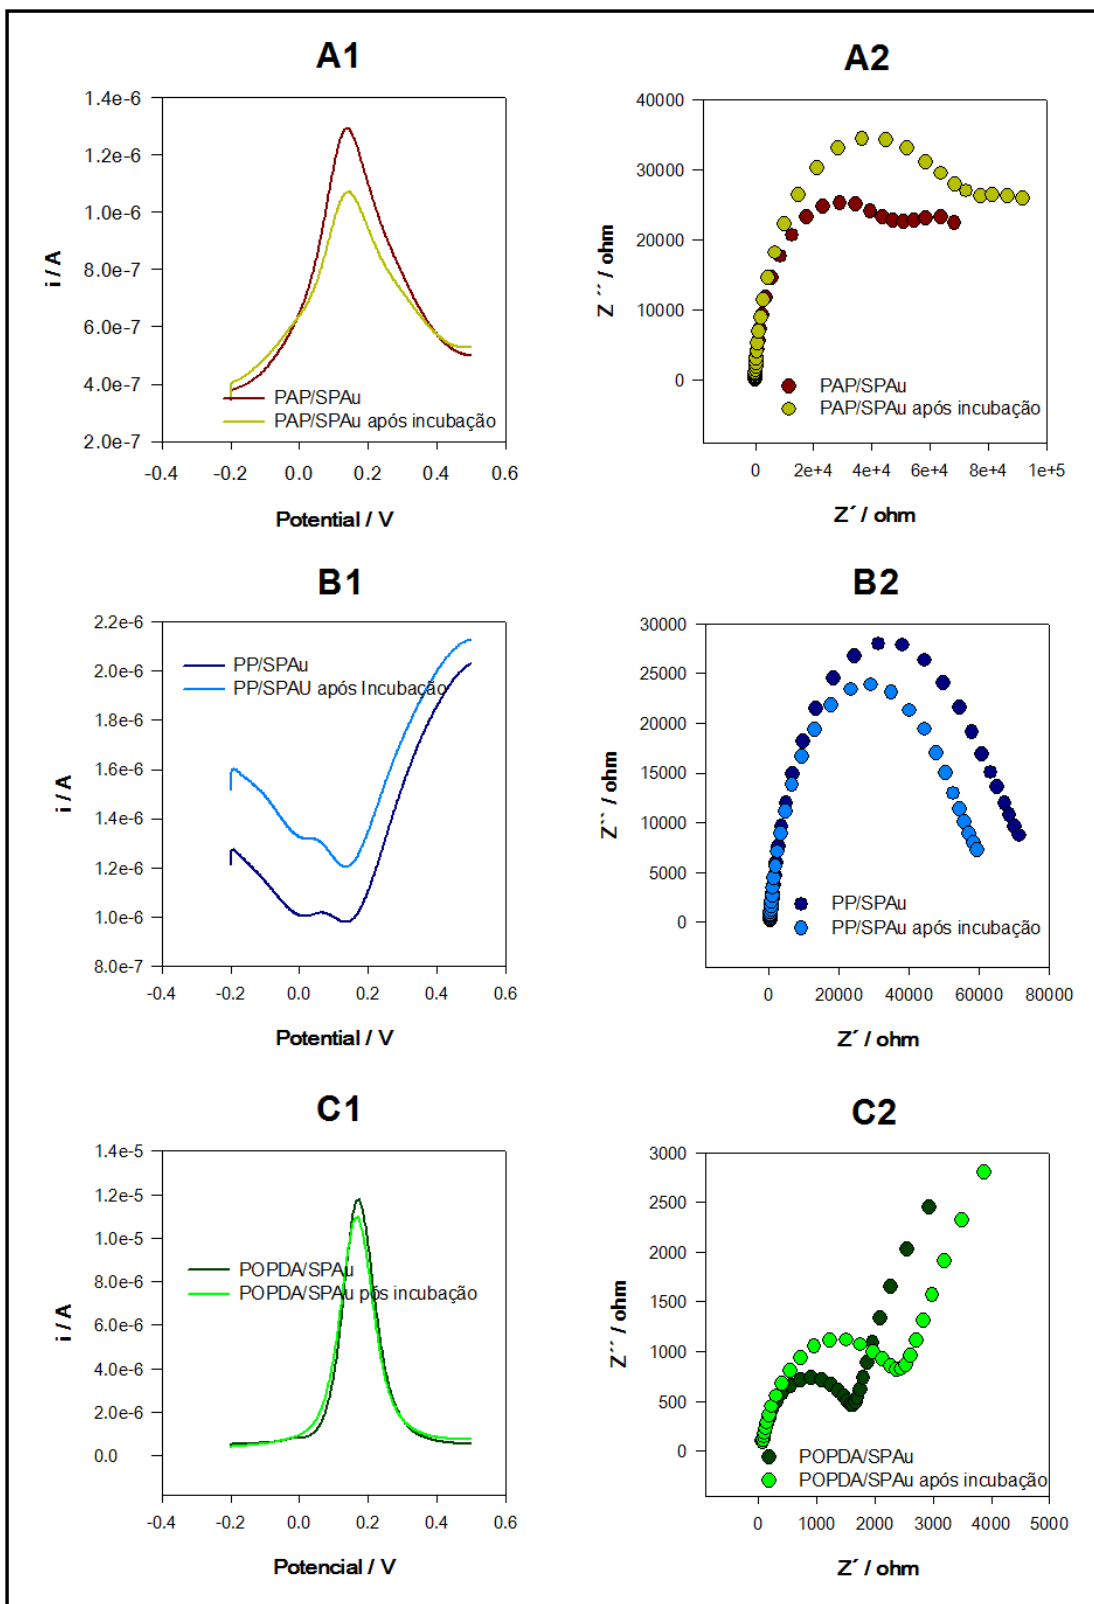 A1
1.4e-6
1.2e-6
1.0e-6
8.0e-7
6.0e-7
4.0e-7
2.0e-7
i / A
PAP/SPAu
PAP/SPAu após incubação
-0.4 -0.2 0.0 0.2 0.4 0.6
Potential / V
A2
40000
30000
20000
10000
0
Z ´´ / ohm
PAP/SPAu
PAP/SPAu após incubação
0 2e+4 4e+4 6e+4 8e+4 1e+5
Z´ / ohm
B1
2.2e-6
2.0e-6
1.8e-6
1.6e-6
1.4e-6
1.2e-6
1.0e-6
8.0e-7
i / A
PP/SPAu
PP/SPAU após Incubação
-0.4 -0.2 0.0 0.2 0.4 0.6
Potential / V
B2
30000
25000
20000
15000
10000
5000
0
Z`` / ohm
PP/SPAu
PP/SPAu após incubação
0 20000 40000 60000 80000
Z´ / ohm
C1
1.4e-5
1.2e-5
1.0e-5
8.0e-6
6.0e-6
4.0e-6
2.0e-6
0.0
i / A
POPDA/SPAu
POPDA/SPAu pós incubação
-0.4 -0.2 0.0 0.2 0.4 0.6
Potencial / V
C2
3000
2500
2000
1500
1000
500
0
Z´´ / ohm
POPDA/SPAu
POPDA/SPAu após incubação
0 1000 2000 3000 4000 5000
Z´ / ohm